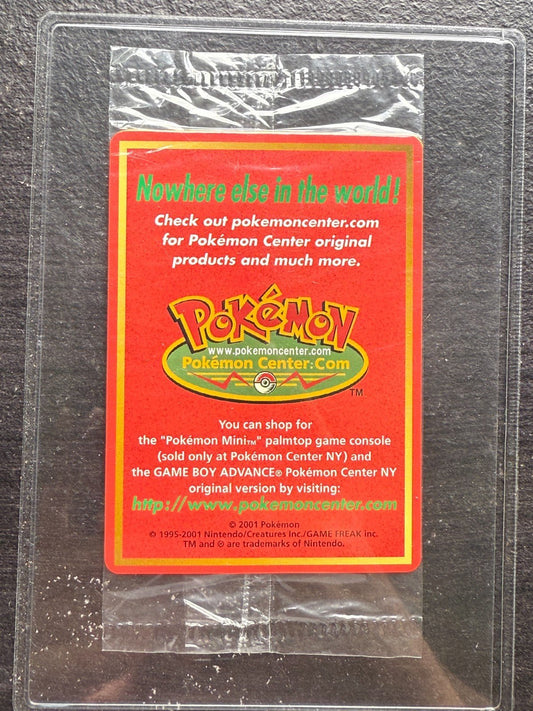 Nowhere else in the world!
Check out pokemoncenter.com
for Pokémon Center original
products and much more.
POKéMON
www.pokemoncenter.com
Pokémon Center:Com
TM
You can shop for
the "Pokémon Mini™" palmtop game console
(sold only at Pokémon Center NY) and
the GAME BOY ADVANCE® Pokémon Center NY
original version by visiting:
http://www.pokemoncenter.com
© 2001 Pokémon
© 1995-2001 Nintendo/Creatures Inc./GAME FREAK inc.
TM and ® are trademarks of Nintendo.